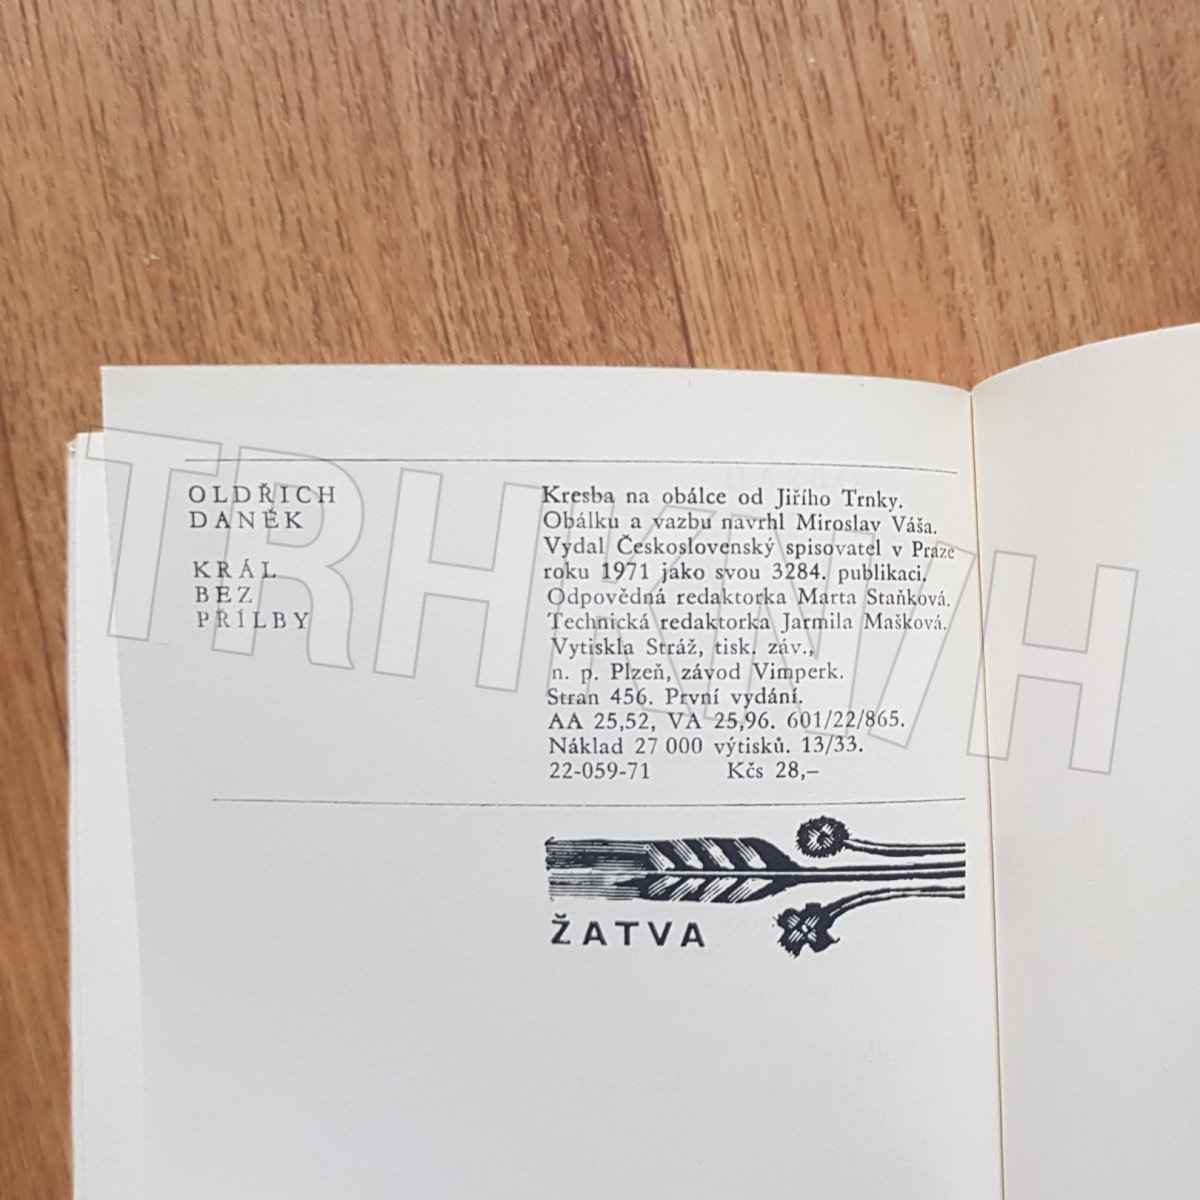 OLDŘICH
DANĚK
KRÁL
BEZ
PŘÍLBY
Kresba na obálce od Jiřího Trnky.
Obálku a vazbu navrhl Miroslav Váša.
Vydal Československý spisovatel v Praze
roku 1971 jako svou 3284. publikaci.
Odpovědná redaktorka Marta Staňková.
Technická redaktorka Jarmila Mašková.
Vytiskla Stráž, tisk. záv.,
n. p. Plzeň, závod Vimperk.
Stran 456. První vydání.
AA 25,52, VA 25,96. 601/22/865.
Náklad 27 000 výtisků. 13/33.
22-059-71 Kčs 28,–
ŽATVA
TRHKNIH